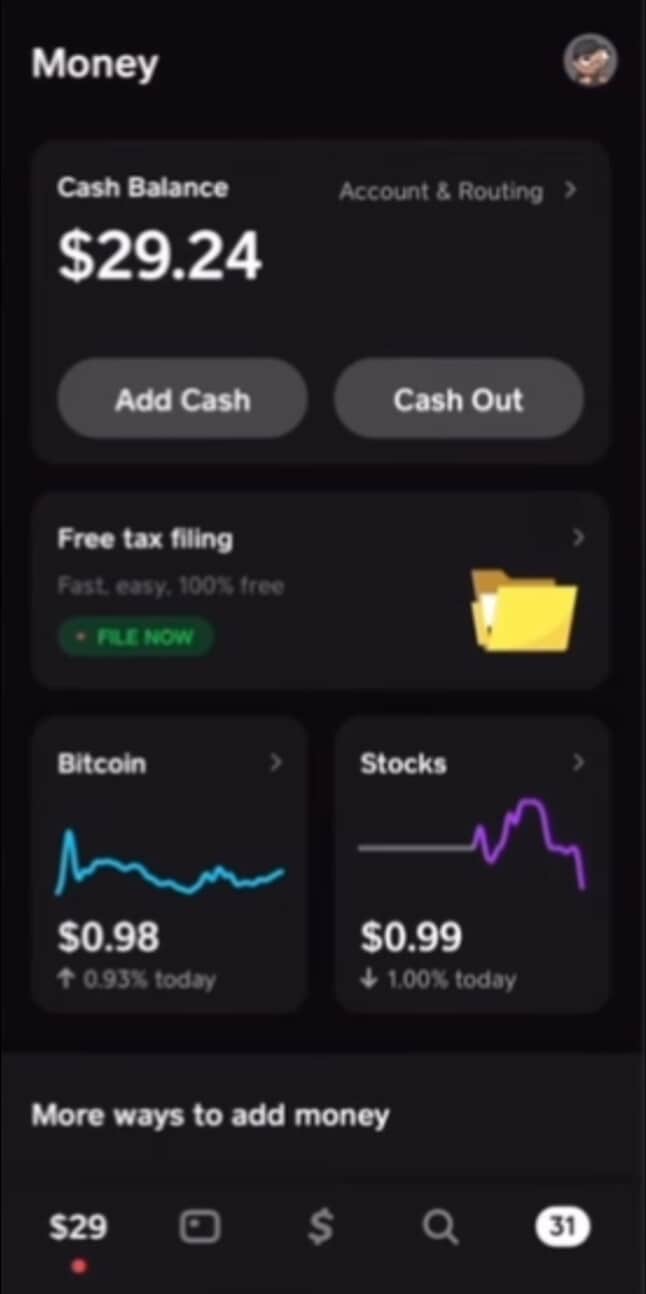 Money
Cash Balance
Account & Routing
$29.24
Add Cash
Cash Out
Free tax filing
Fast, easy, 100% free
FILE NOW
Bitcoin
Stocks
$0.98
$0.99
↑ 0.93% today
↓ 1.00% today
More ways to add money
$29
$
31